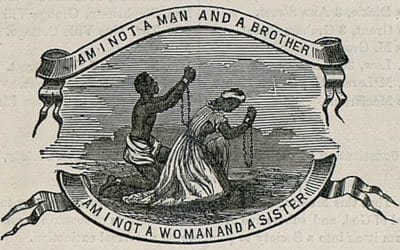 AM I NOT A MAN AND A BROTHER
AM I NOT A WOMAN AND A SISTER